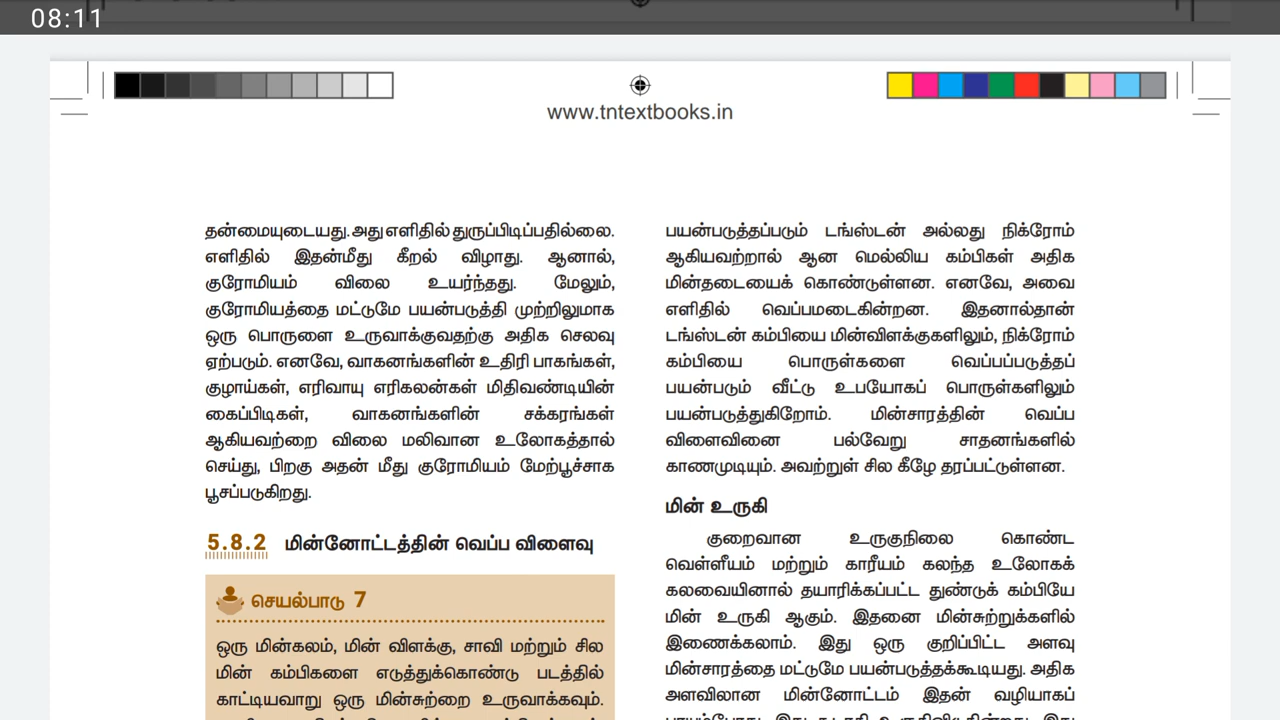 08:11
www.tntextbooks.in
தன்மையுடையது. அது எளிதில் துருப்பிடிப்பதில்லை.
எளிதில் இதன்மீது கீறல் விழாது. ஆனால்,
குரோமியம் விலை உயர்ந்தது. மேலும்,
குரோமியத்தை மட்டுமே பயன்படுத்தி முற்றிலுமாக
ஒரு பொருளை உருவாக்குவதற்கு அதிக செலவு
ஏற்படும். எனவே, வாகனங்களின் உதிரி பாகங்கள்,
குழாய்கள், எரிவாயு எரிகலன்கள் மிதிவண்டியின்
கைப்பிடிகள், வாகனங்களின் சக்கரங்கள்
ஆகியவற்றை விலை மலிவான உலோகத்தால்
செய்து, பிறகு அதன் மீது குரோமியம் மேற்பூச்சாக
பூசப்படுகிறது.
5.8.2 மின்னோட்டத்தின் வெப்ப விளைவு
செயல்பாடு 7
ஒரு மின்கலம், மின் விளக்கு, சாவி மற்றும் சில
மின் கம்பிகளை எடுத்துக்கொண்டு படத்தில்
காட்டியவாறு ஒரு மின்சுற்றை உருவாக்கவும்.
பயன்படுத்தப்படும் டங்ஸ்டன் அல்லது நிக்ரோம்
ஆகியவற்றால் ஆன மெல்லிய கம்பிகள் அதிக
மின்தடையைக் கொண்டுள்ளன. எனவே, அவை
எளிதில் வெப்பமடைகின்றன. இதனால்தான்
டங்ஸ்டன் கம்பியை மின்விளக்குகளிலும், நிக்ரோம்
கம்பியை பொருள்களை வெப்பப்படுத்தப்
பயன்படும் வீட்டு உபயோகப் பொருள்களிலும்
பயன்படுத்துகிறோம். மின்சாரத்தின் வெப்ப
விளைவினை பல்வேறு சாதனங்களில்
காணமுடியும். அவற்றுள் சில கீழே தரப்பட்டுள்ளன.
மின் உருகி
குறைவான உருகுநிலை கொண்ட
வெள்ளீயம் மற்றும் காரீயம் கலந்த உலோகக்
கலவையினால் தயாரிக்கப்பட்ட துண்டுக் கம்பியே
மின் உருகி ஆகும். இதனை மின்சுற்றுக்களில்
இணைக்கலாம். இது ஒரு குறிப்பிட்ட அளவு
மின்சாரத்தை மட்டுமே பயன்படுத்தக்கூடியது. அதிக
அளவிலான மின்னோட்டம் இதன் வழியாகப்